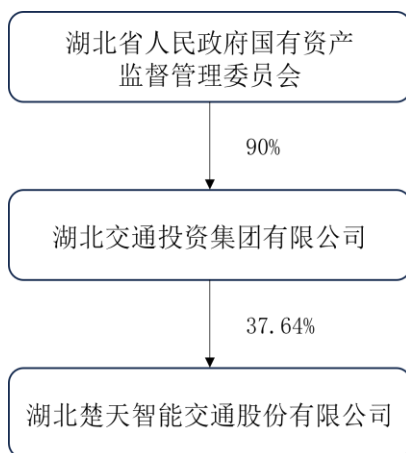 湖北省人民政府国有资产
监督管理委员会
90%
湖北交通投资集团有限公司
37.64%
湖北楚天智能交通股份有限公司